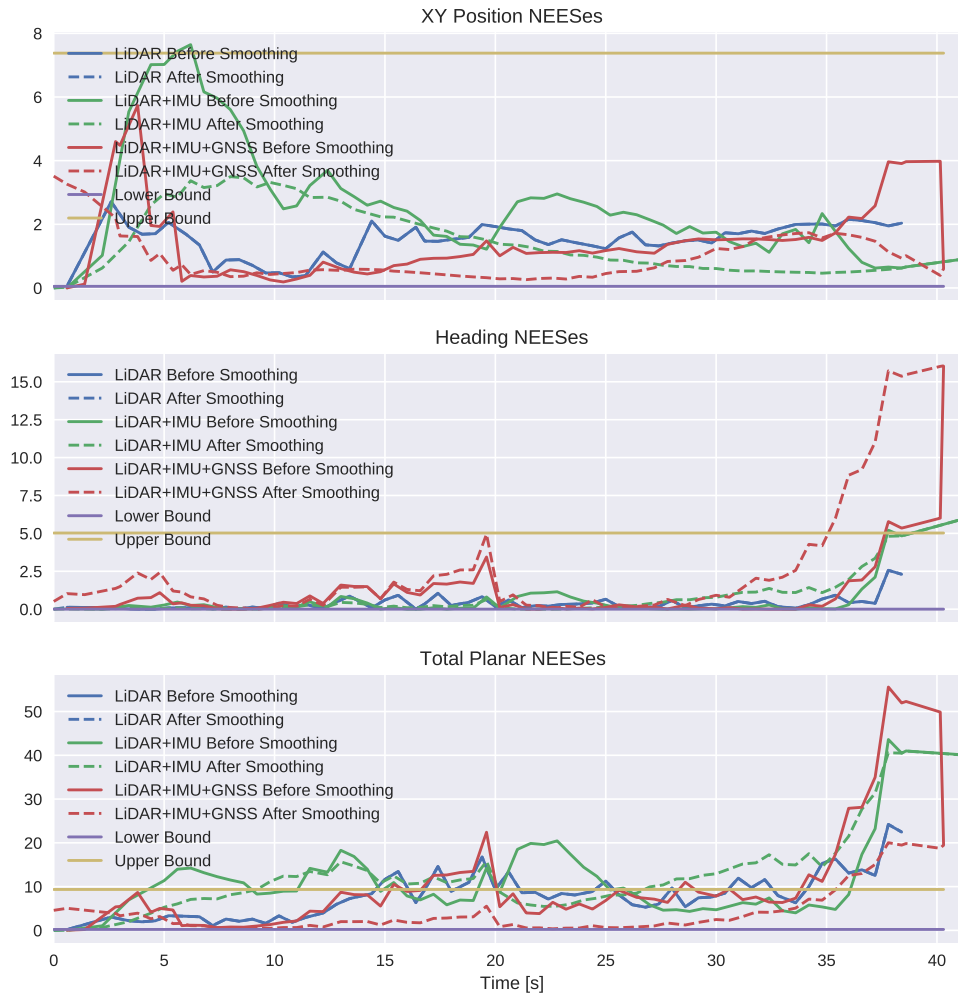 XY Position NEESes
8
6
4
2
0
LiDAR Before Smoothing
LiDAR After Smoothing
LiDAR+IMU Before Smoothing
LiDAR+IMU After Smoothing
LiDAR+IMU+GNSS Before Smoothing
LiDAR+IMU+GNSS After Smoothing
Lower Bound
Upper Bound
Heading NEESes
15.0
12.5
10.0
7.5
5.0
2.5
0.0
LiDAR Before Smoothing
LiDAR After Smoothing
LiDAR+IMU Before Smoothing
LiDAR+IMU After Smoothing
LiDAR+IMU+GNSS Before Smoothing
LiDAR+IMU+GNSS After Smoothing
Lower Bound
Upper Bound
Total Planar NEESes
50
40
30
20
10
0
LiDAR Before Smoothing
LiDAR After Smoothing
LiDAR+IMU Before Smoothing
LiDAR+IMU After Smoothing
LiDAR+IMU+GNSS Before Smoothing
LiDAR+IMU+GNSS After Smoothing
Lower Bound
Upper Bound
0 5 10 15 20 25 30 35 40
Time [s]